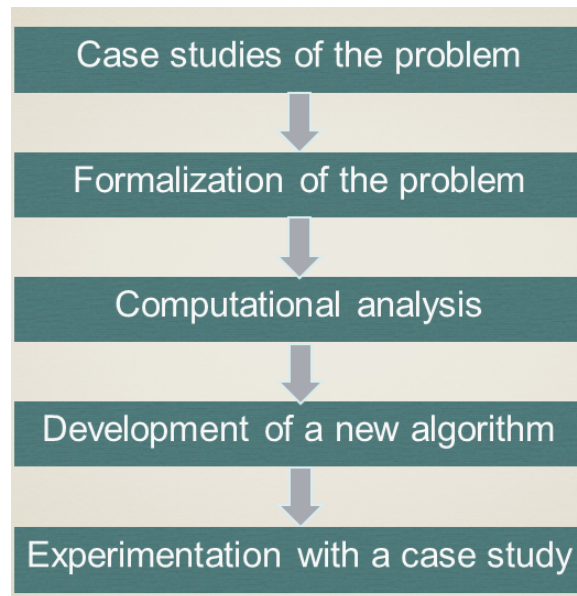 Case studies of the problem
Formalization of the problem
Computational analysis
Development of a new algorithm
Experimentation with a case study